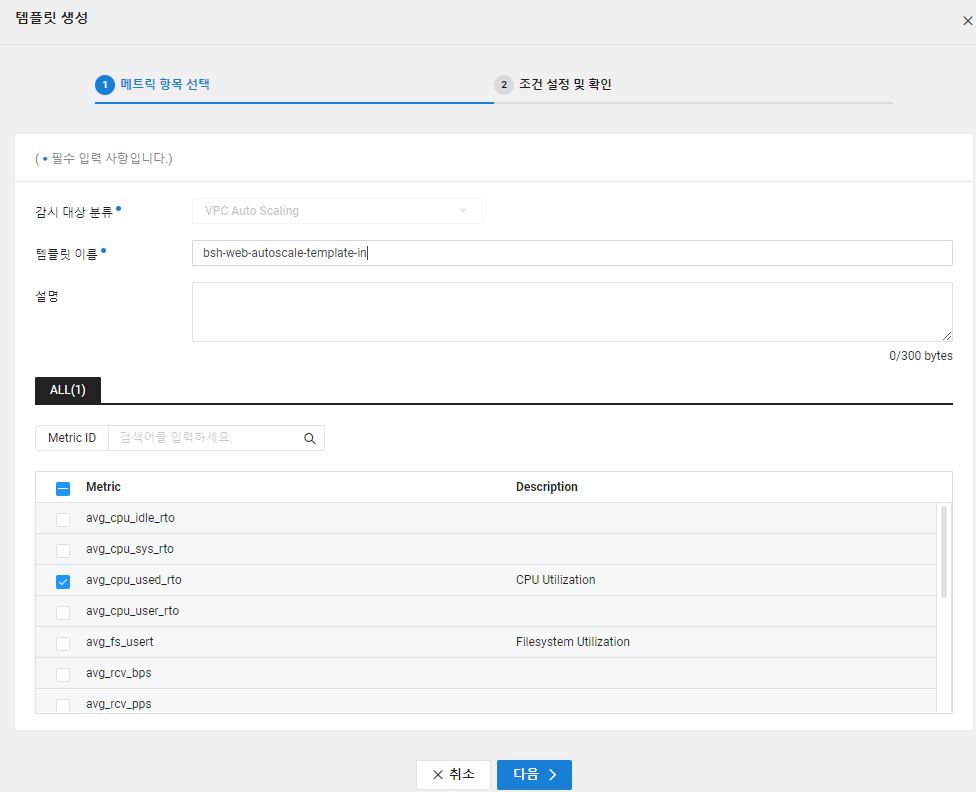 템플릿 생성
1 메트릭 항목 선택
2 조건 설정 및 확인
( • 필수 입력 사항입니다.)
감시 대상 분류 •
VPC Auto Scaling
템플릿 이름 •
bsh-web-autoscale-template-in
설명
0/300 bytes
ALL(1)
Metric ID 검색어를 입력하세요.
Metric Description
avg_cpu_idle_rto
avg_cpu_sys_rto
avg_cpu_used_rto CPU Utilization
avg_cpu_user_rto
avg_fs_usert Filesystem Utilization
avg_rcv_bps
avg_rcv_pps
취소 다음